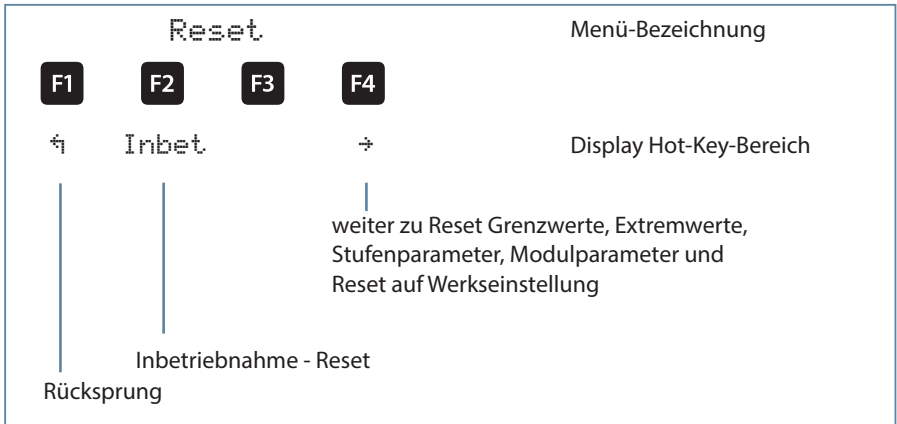 Reset Menü-Bezeichnung
F1 F2 F3 F4
↰ Inbet → Display Hot-Key-Bereich
weiter zu Reset Grenzwerte, Extremwerte,
Stufenparameter, Modulparameter und
Reset auf Werkseinstellung
Inbetriebnahme - Reset
Rücksprung